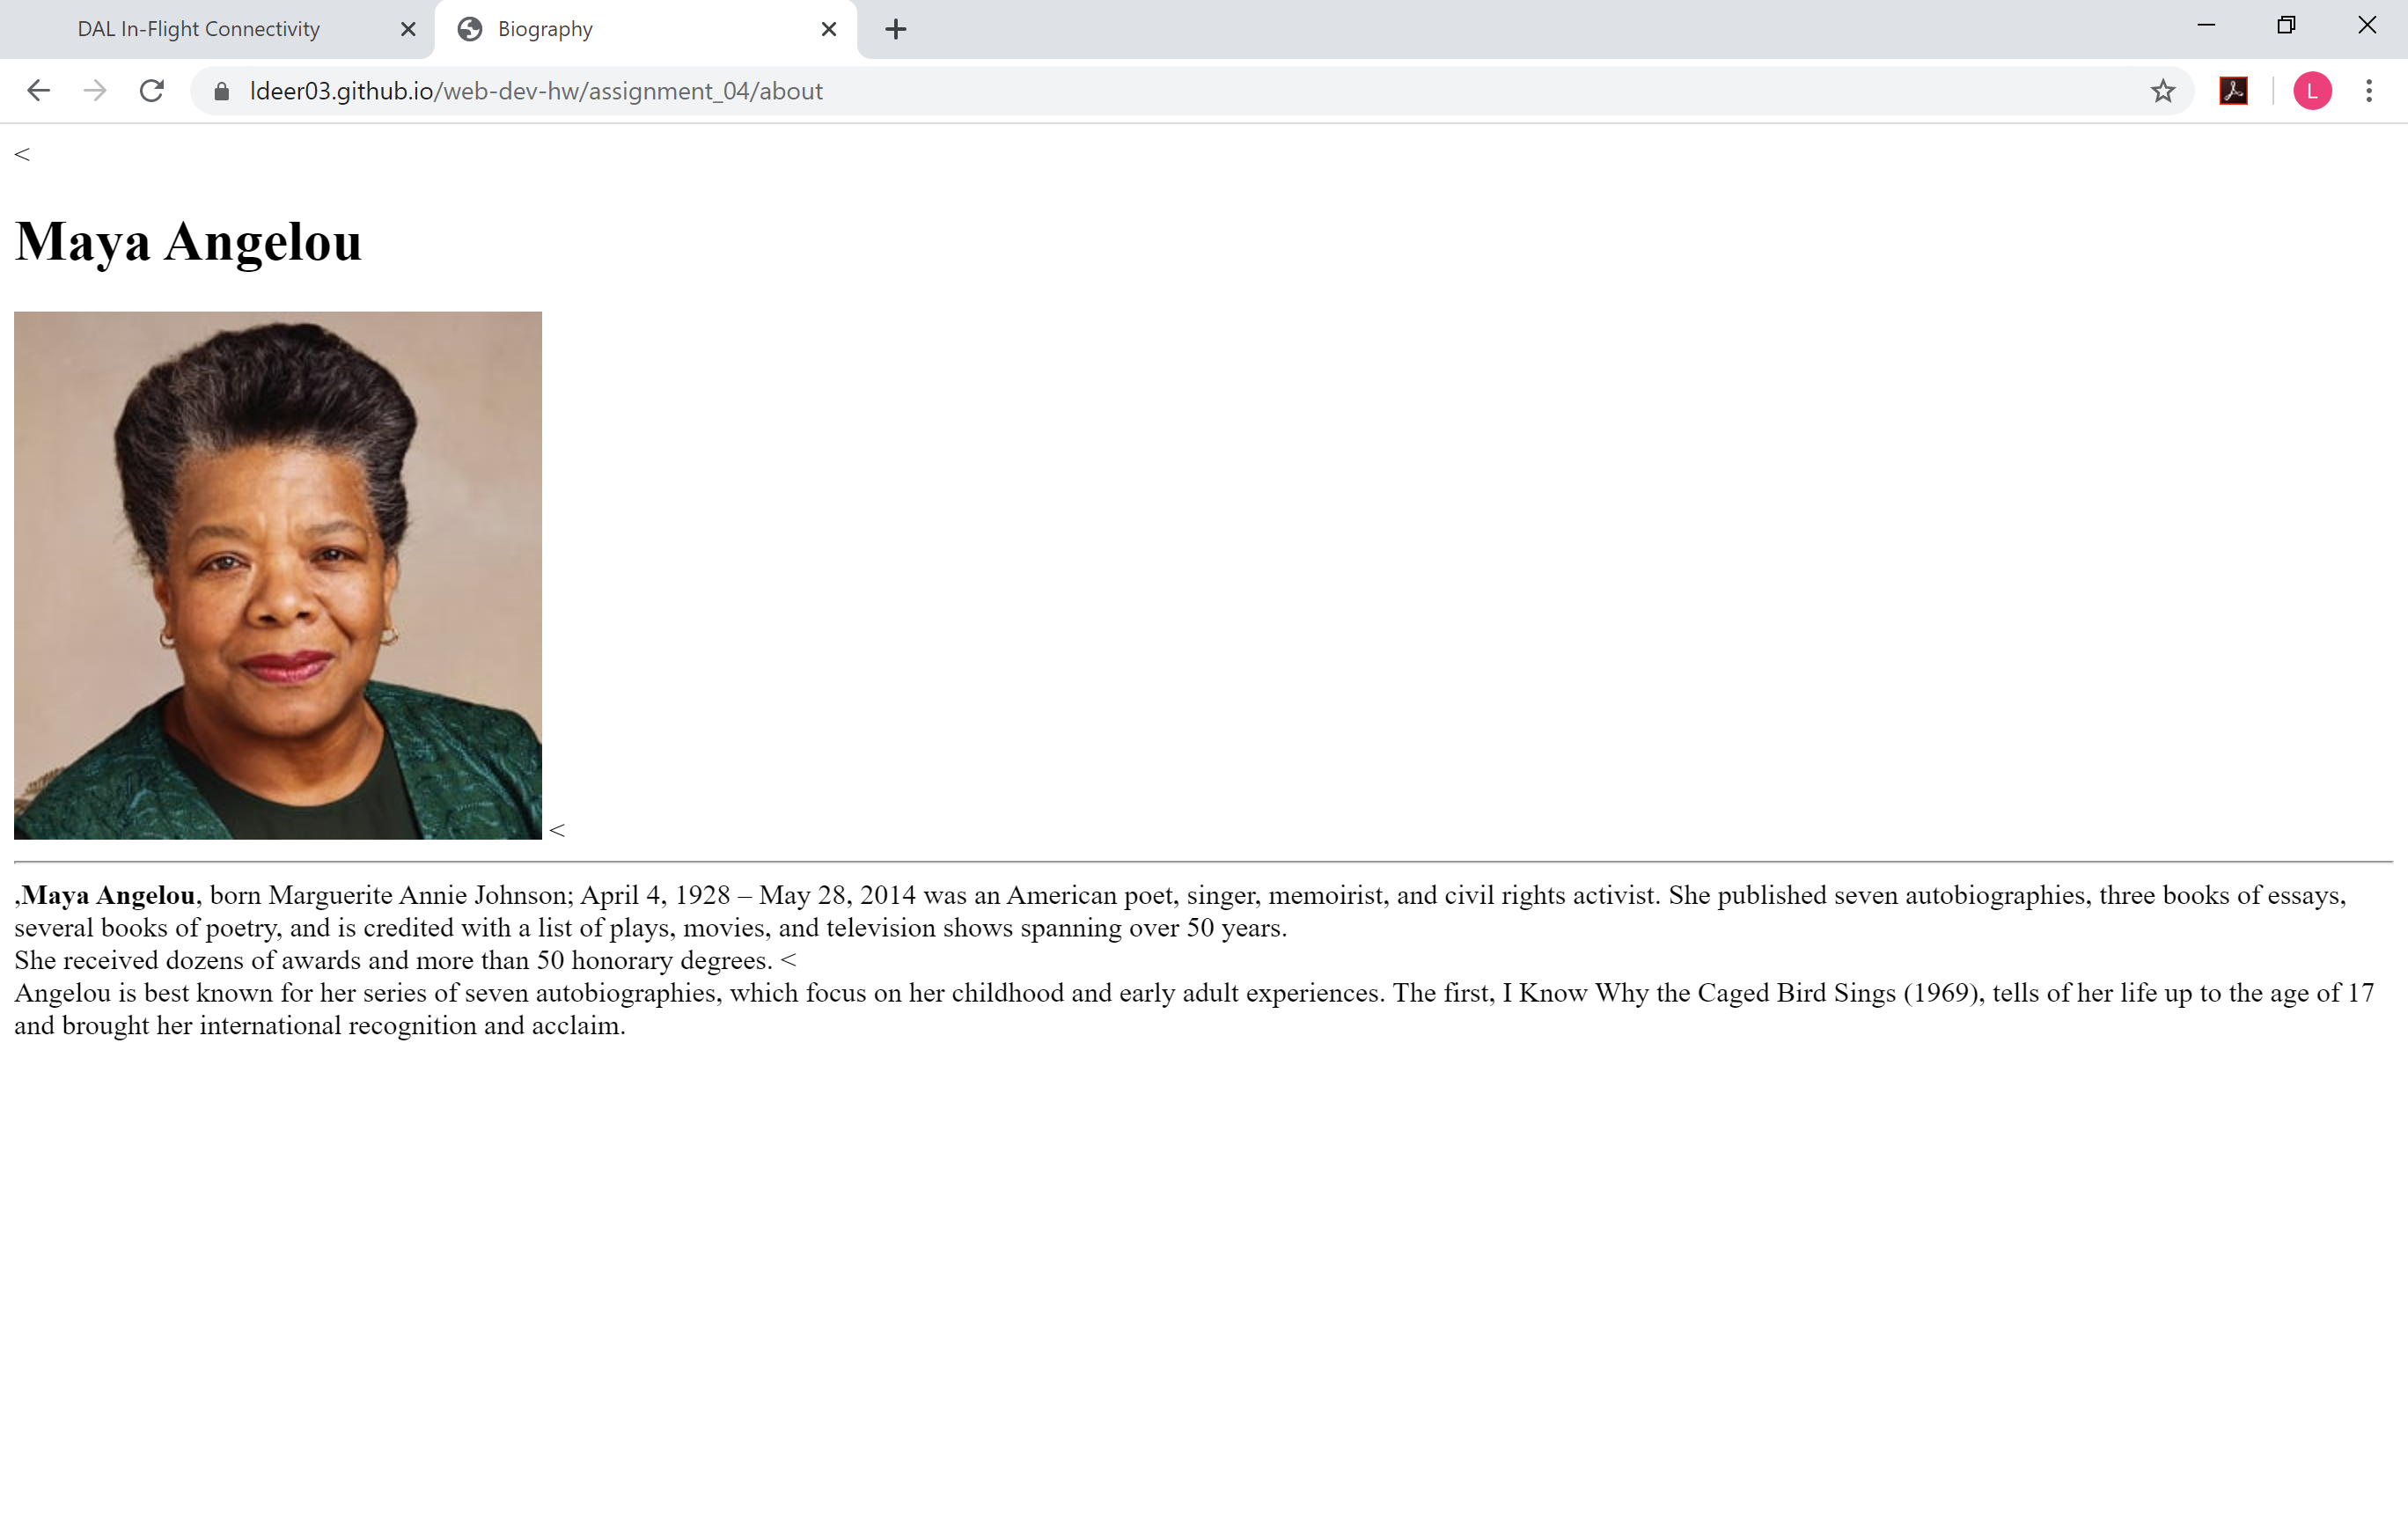 DAL In-Flight Connectivity
Biography
ldeer03.github.io/web-dev-hw/assignment_04/about
L
<
Maya Angelou
<
,Maya Angelou, born Marguerite Annie Johnson; April 4, 1928 – May 28, 2014 was an American poet, singer, memoirist, and civil rights activist. She published seven autobiographies, three books of essays,
several books of poetry, and is credited with a list of plays, movies, and television shows spanning over 50 years.
She received dozens of awards and more than 50 honorary degrees. <
Angelou is best known for her series of seven autobiographies, which focus on her childhood and early adult experiences. The first, I Know Why the Caged Bird Sings (1969), tells of her life up to the age of 17
and brought her international recognition and acclaim.